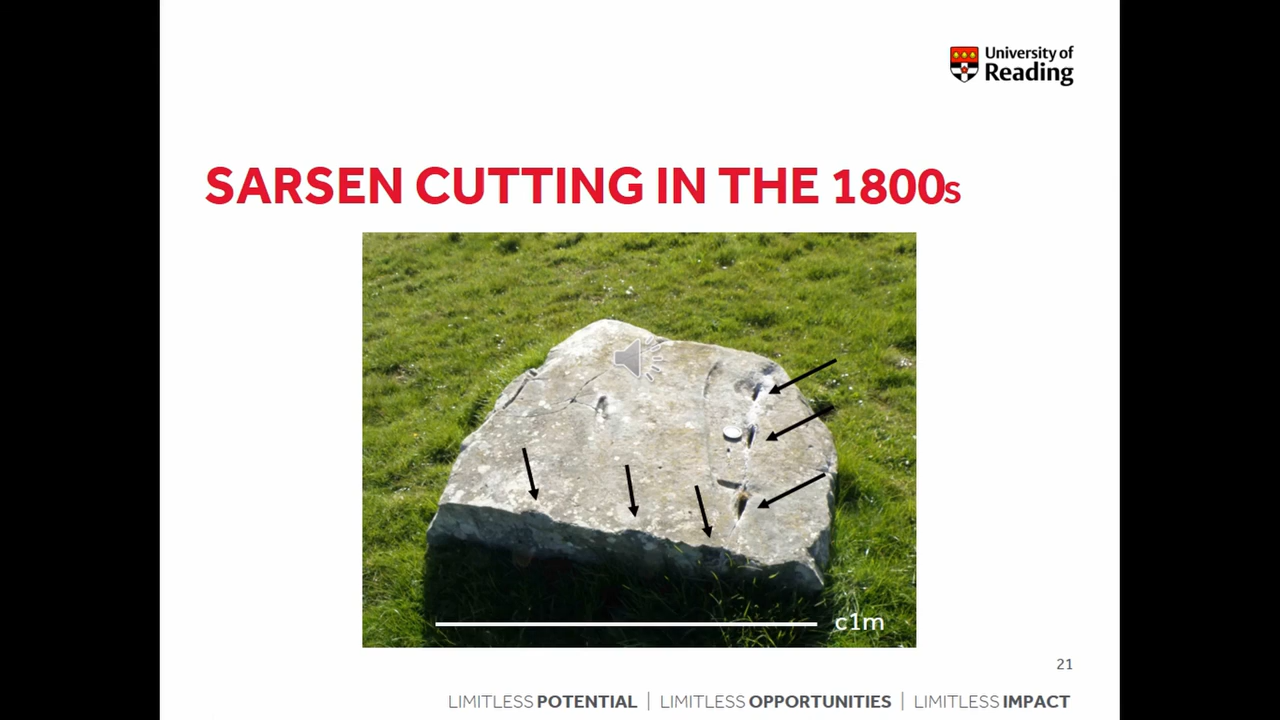 University of
Reading
SARSEN CUTTING IN THE 1800s
c1m
21
LIMITLESS POTENTIAL | LIMITLESS OPPORTUNITIES | LIMITLESS IMPACT